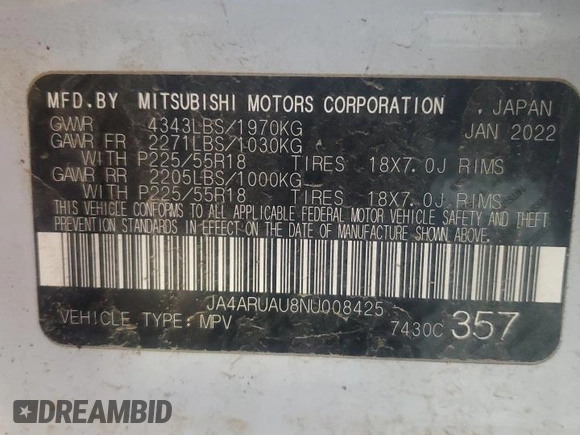 MFD.BY MITSUBISHI MOTORS CORPORATION , JAPAN
GVWR 4343LBS/1970KG JAN 2022
GAWR FR 2271LBS/1030KG
WITH P225/55R18 TIRES 18X7.0J RIMS
GAWR RR 2205LBS/1000KG
WITH P225/55R18 TIRES 18X7.0J RIMS
THIS VEHICLE CONFORMS TO ALL APPLICABLE FEDERAL MOTOR VEHICLE SAFETY AND THEFT
PREVENTION STANDARDS IN EFFECT ON THE DATE OF MANUFACTURE SHOWN ABOVE.
JA4ARUAU8NU008425
VEHICLE TYPE: MPV 7430C 357
DREAMBID